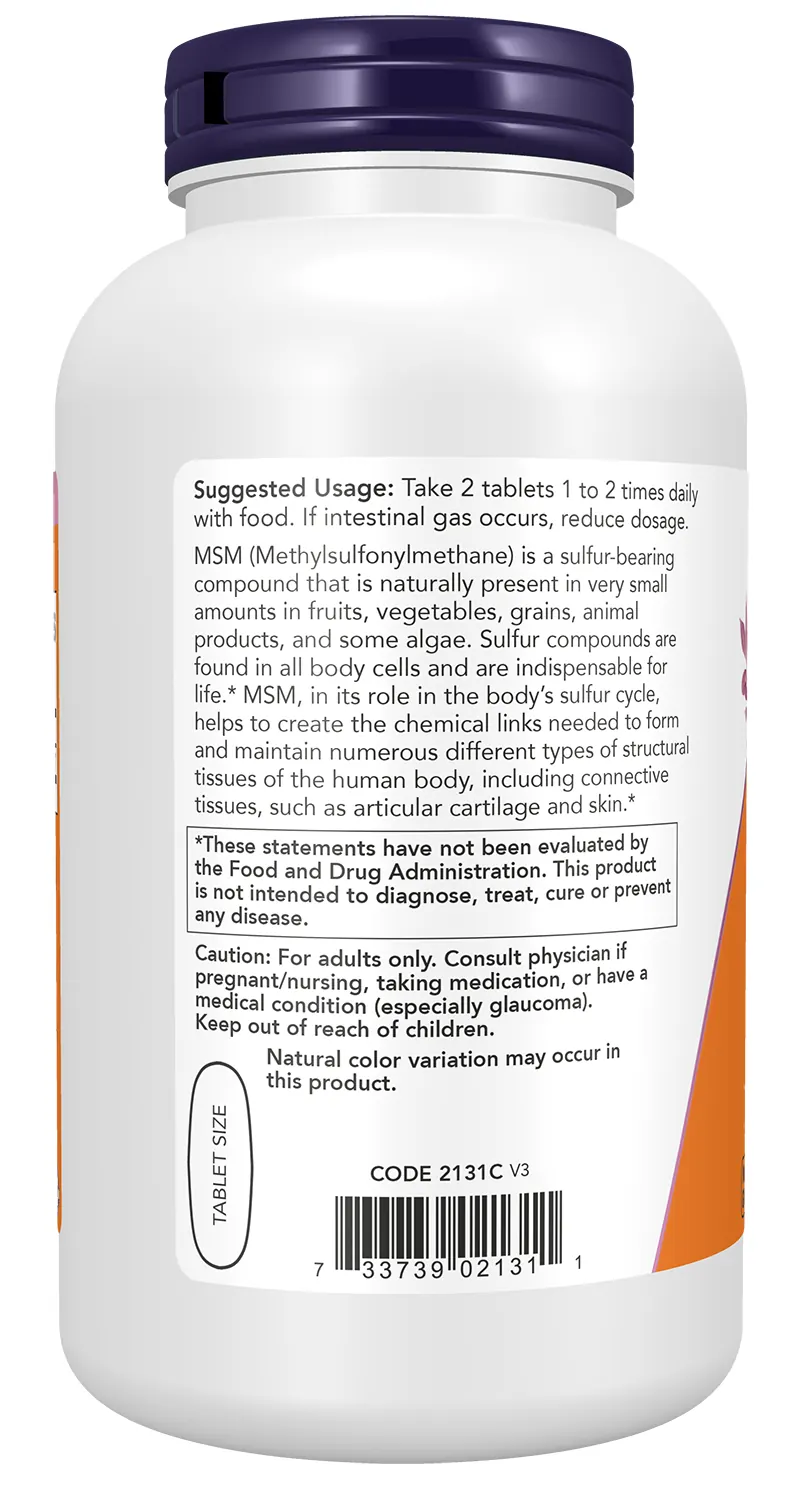 Suggested Usage: Take 2 tablets 1 to 2 times daily
with food. If intestinal gas occurs, reduce dosage.
MSM (Methylsulfonylmethane) is a sulfur-bearing
compound that is naturally present in very small
amounts in fruits, vegetables, grains, animal
products, and some algae. Sulfur compounds are
found in all body cells and are indispensable for
life.* MSM, in its role in the body's sulfur cycle,
helps to create the chemical links needed to form
and maintain numerous different types of structural
tissues of the human body, including connective
tissues, such as articular cartilage and skin.*
*These statements have not been evaluated by
the Food and Drug Administration. This product
is not intended to diagnose, treat, cure or prevent
any disease.
Caution: For adults only. Consult physician if
pregnant/nursing, taking medication, or have a
medical condition (especially glaucoma).
Keep out of reach of children.
Natural color variation may occur in
this product.
TABLET SIZE
CODE 2131C V3
7 33739 02131 1